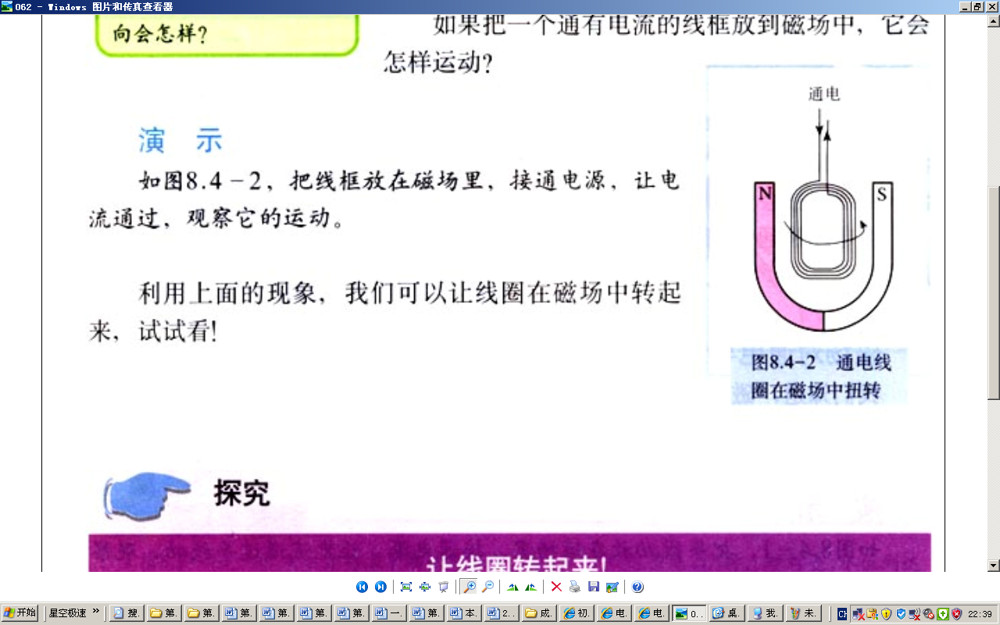 062 - Windows 图片和传真查看器
向会怎样?
如果把一个通有电流的线框放到磁场中，它会
怎样运动?
通电
N
S
演 示
如图8.4-2，把线框放在磁场里，接通电源，让电
流通过，观察它的运动。
利用上面的现象，我们可以让线圈在磁场中转起
来，试试看!
图8.4-2 通电线
圈在磁场中扭转
探究
让线圈转起来!
开始 星空极速 » 搜. 第. 第. 第. 第. 第. 第. 一. 第. 本. 2.. 成. 初. 电. 电. 0.. 桌. 我. 未. CH 22:39